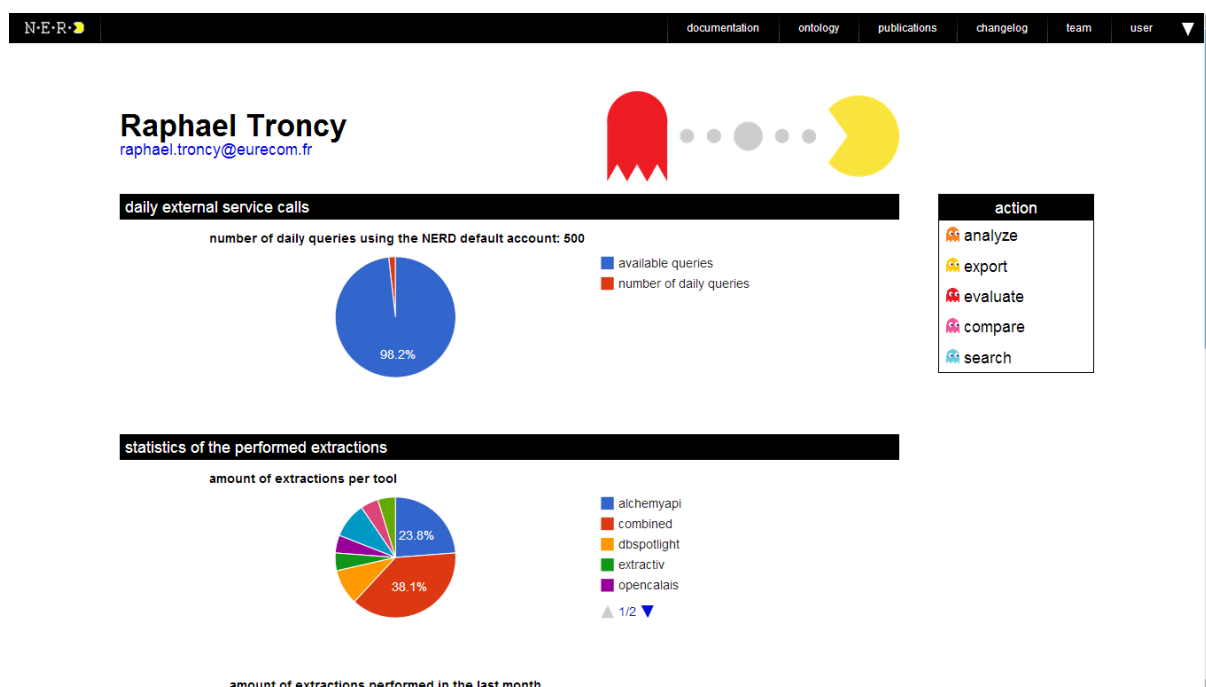 N·E·R·
documentation
ontology
publications
changelog
team
user
Raphael Troncy
raphael.troncy@eurecom.fr
daily external service calls
number of daily queries using the NERD default account: 500
available queries
number of daily queries
98.2%
action
analyze
export
evaluate
compare
search
statistics of the performed extractions
amount of extractions per tool
23.8%
38.1%
alchemyapi
combined
dbspotlight
extractiv
opencalais
1/2
amount of extractions performed in the last month